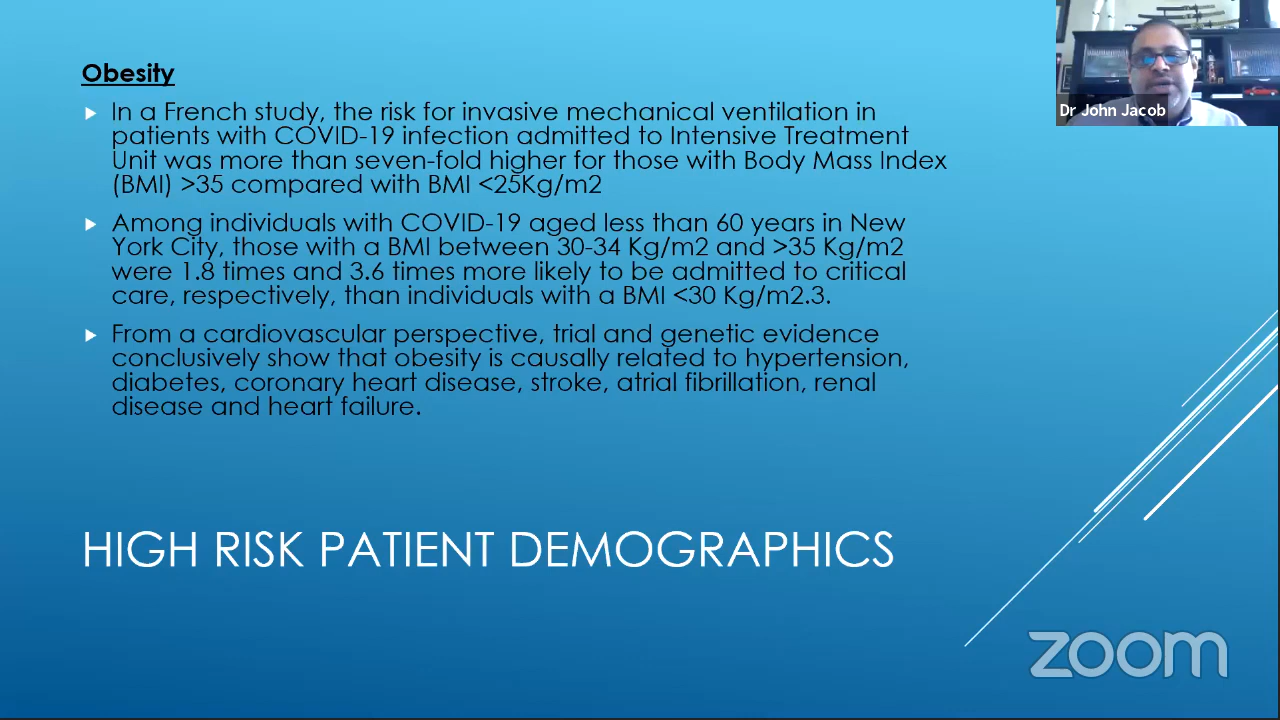 Obesity
In a French study, the risk for invasive mechanical ventilation in
patients with COVID-19 infection admitted to Intensive Treatment
Unit was more than seven-fold higher for those with Body Mass Index
(BMI) >35 compared with BMI <25Kg/m2
Among individuals with COVID-19 aged less than 60 years in New
York City, those with a BMI between 30-34 Kg/m2 and >35 Kg/m2
were 1.8 times and 3.6 times more likely to be admitted to critical
care, respectively, than individuals with a BMI <30 Kg/m2.3.
From a cardiovascular perspective, trial and genetic evidence
conclusively show that obesity is causally related to hypertension,
diabetes, coronary heart disease, stroke, atrial fibrillation, renal
disease and heart failure.
HIGH RISK PATIENT DEMOGRAPHICS
Dr John Jacob
zoom